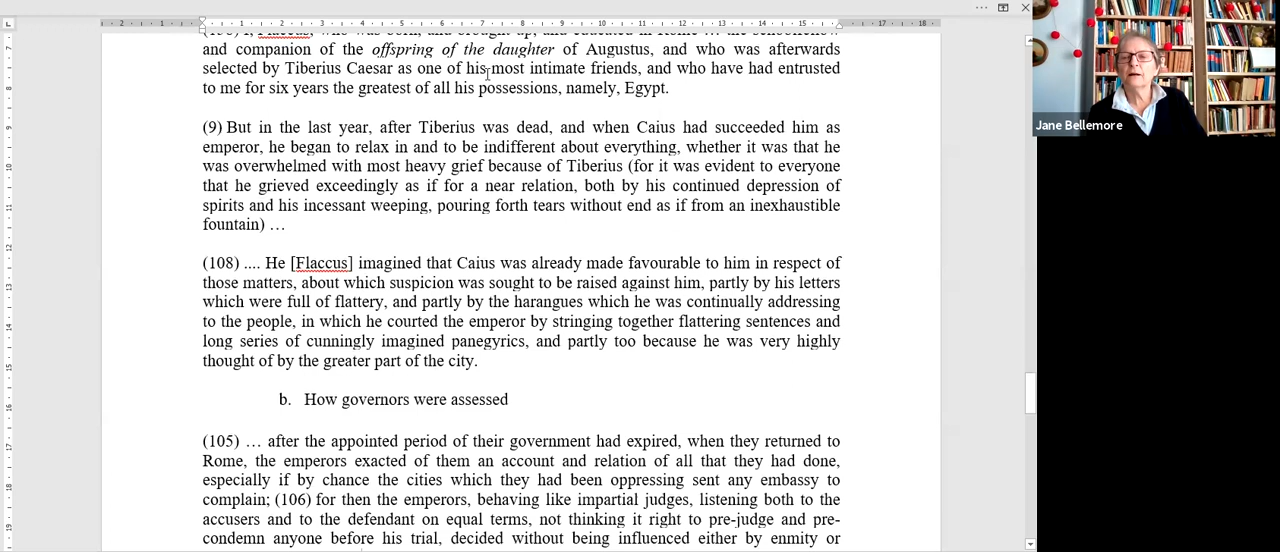 and companion of the offspring of the daughter of Augustus, and who was afterwards
selected by Tiberius Caesar as one of his most intimate friends, and who have had entrusted
to me for six years the greatest of all his possessions, namely, Egypt.
(9) But in the last year, after Tiberius was dead, and when Caius had succeeded him as
emperor, he began to relax in and to be indifferent about everything, whether it was that he
was overwhelmed with most heavy grief because of Tiberius (for it was evident to everyone
that he grieved exceedingly as if for a near relation, both by his continued depression of
spirits and his incessant weeping, pouring forth tears without end as if from an inexhaustible
fountain) …
(108) .... He [Flaccus] imagined that Caius was already made favourable to him in respect of
those matters, about which suspicion was sought to be raised against him, partly by his letters
which were full of flattery, and partly by the harangues which he was continually addressing
to the people, in which he courted the emperor by stringing together flattering sentences and
long series of cunningly imagined panegyrics, and partly too because he was very highly
thought of by the greater part of the city.
b. How governors were assessed
(105) … after the appointed period of their government had expired, when they returned to
Rome, the emperors exacted of them an account and relation of all that they had done,
especially if by chance the cities which they had been oppressing sent any embassy to
complain; (106) for then the emperors, behaving like impartial judges, listening both to the
accusers and to the defendant on equal terms, not thinking it right to pre-judge and pre-
condemn anyone before his trial, decided without being influenced either by enmity or
Jane Bellemore